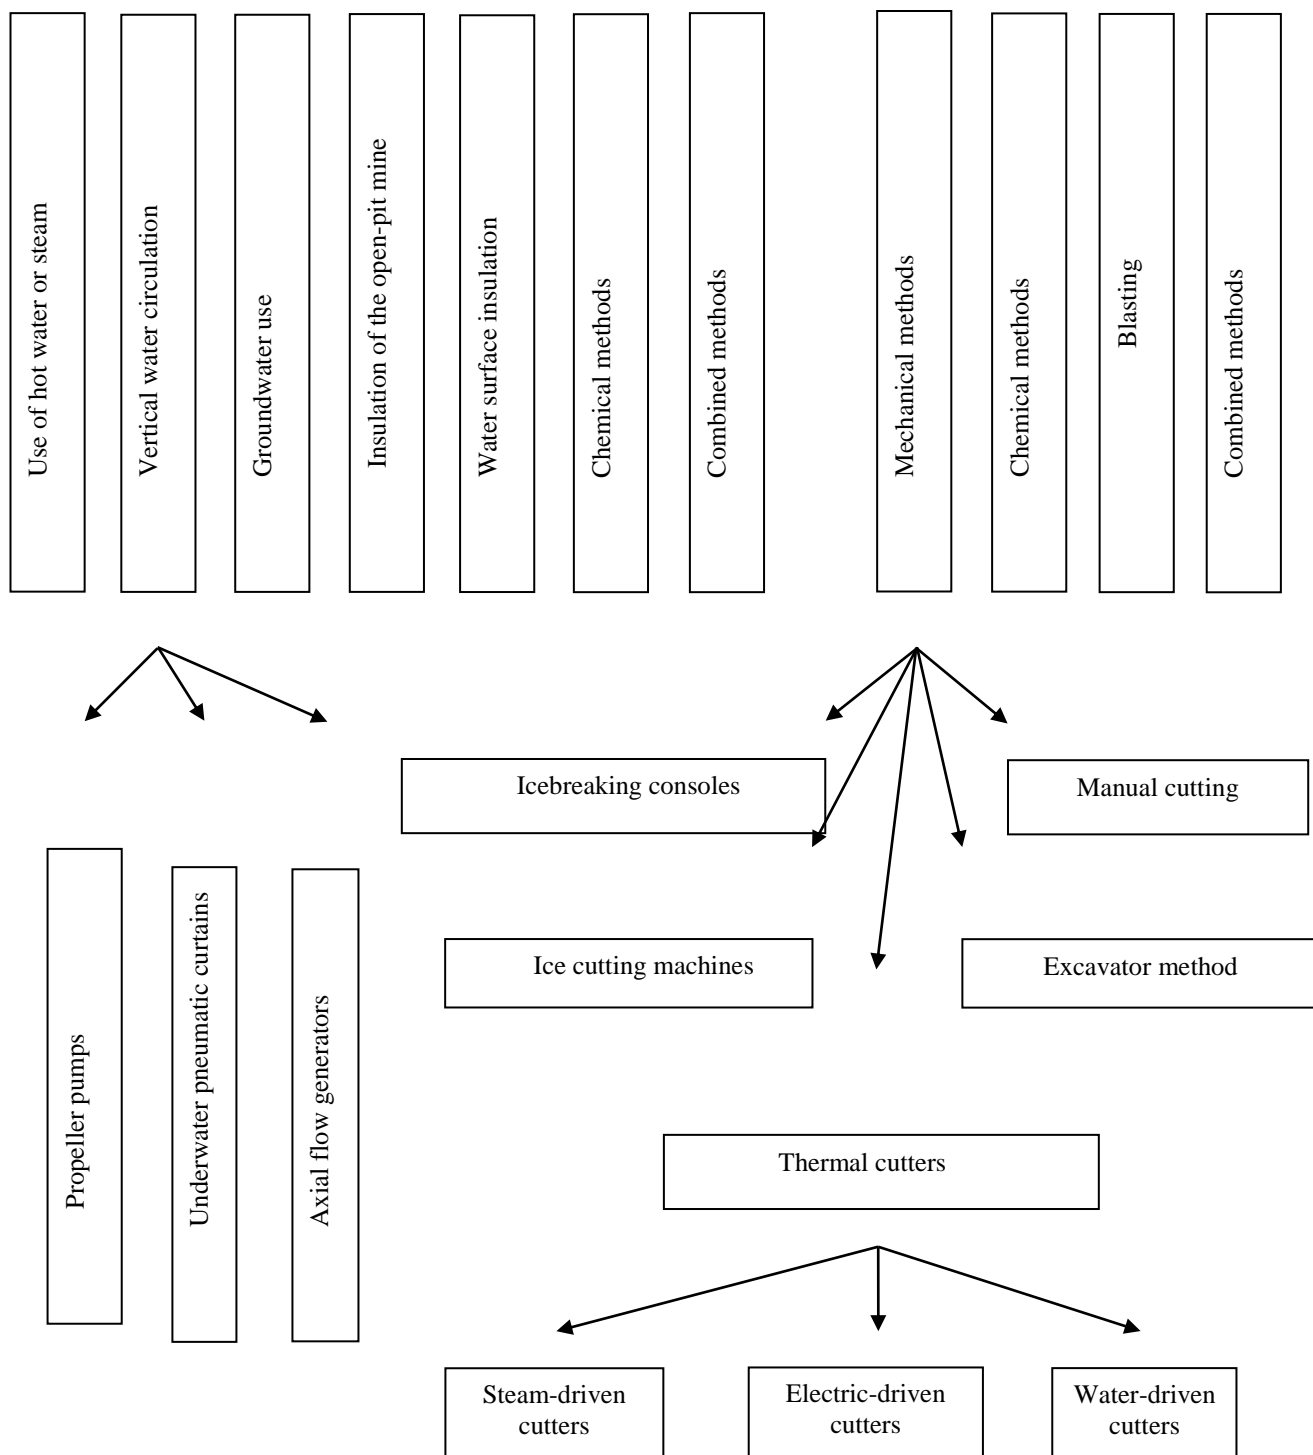 Use of hot water or steam
Vertical water circulation
Groundwater use
Insulation of the open-pit mine
Water surface insulation
Chemical methods
Combined methods
Mechanical methods
Chemical methods
Blasting
Combined methods
Icebreaking consoles
Manual cutting
Propeller pumps
Underwater pneumatic curtains
Axial flow generators
Ice cutting machines
Excavator method
Thermal cutters
Steam-driven
cutters
Electric-driven
cutters
Water-driven
cutters